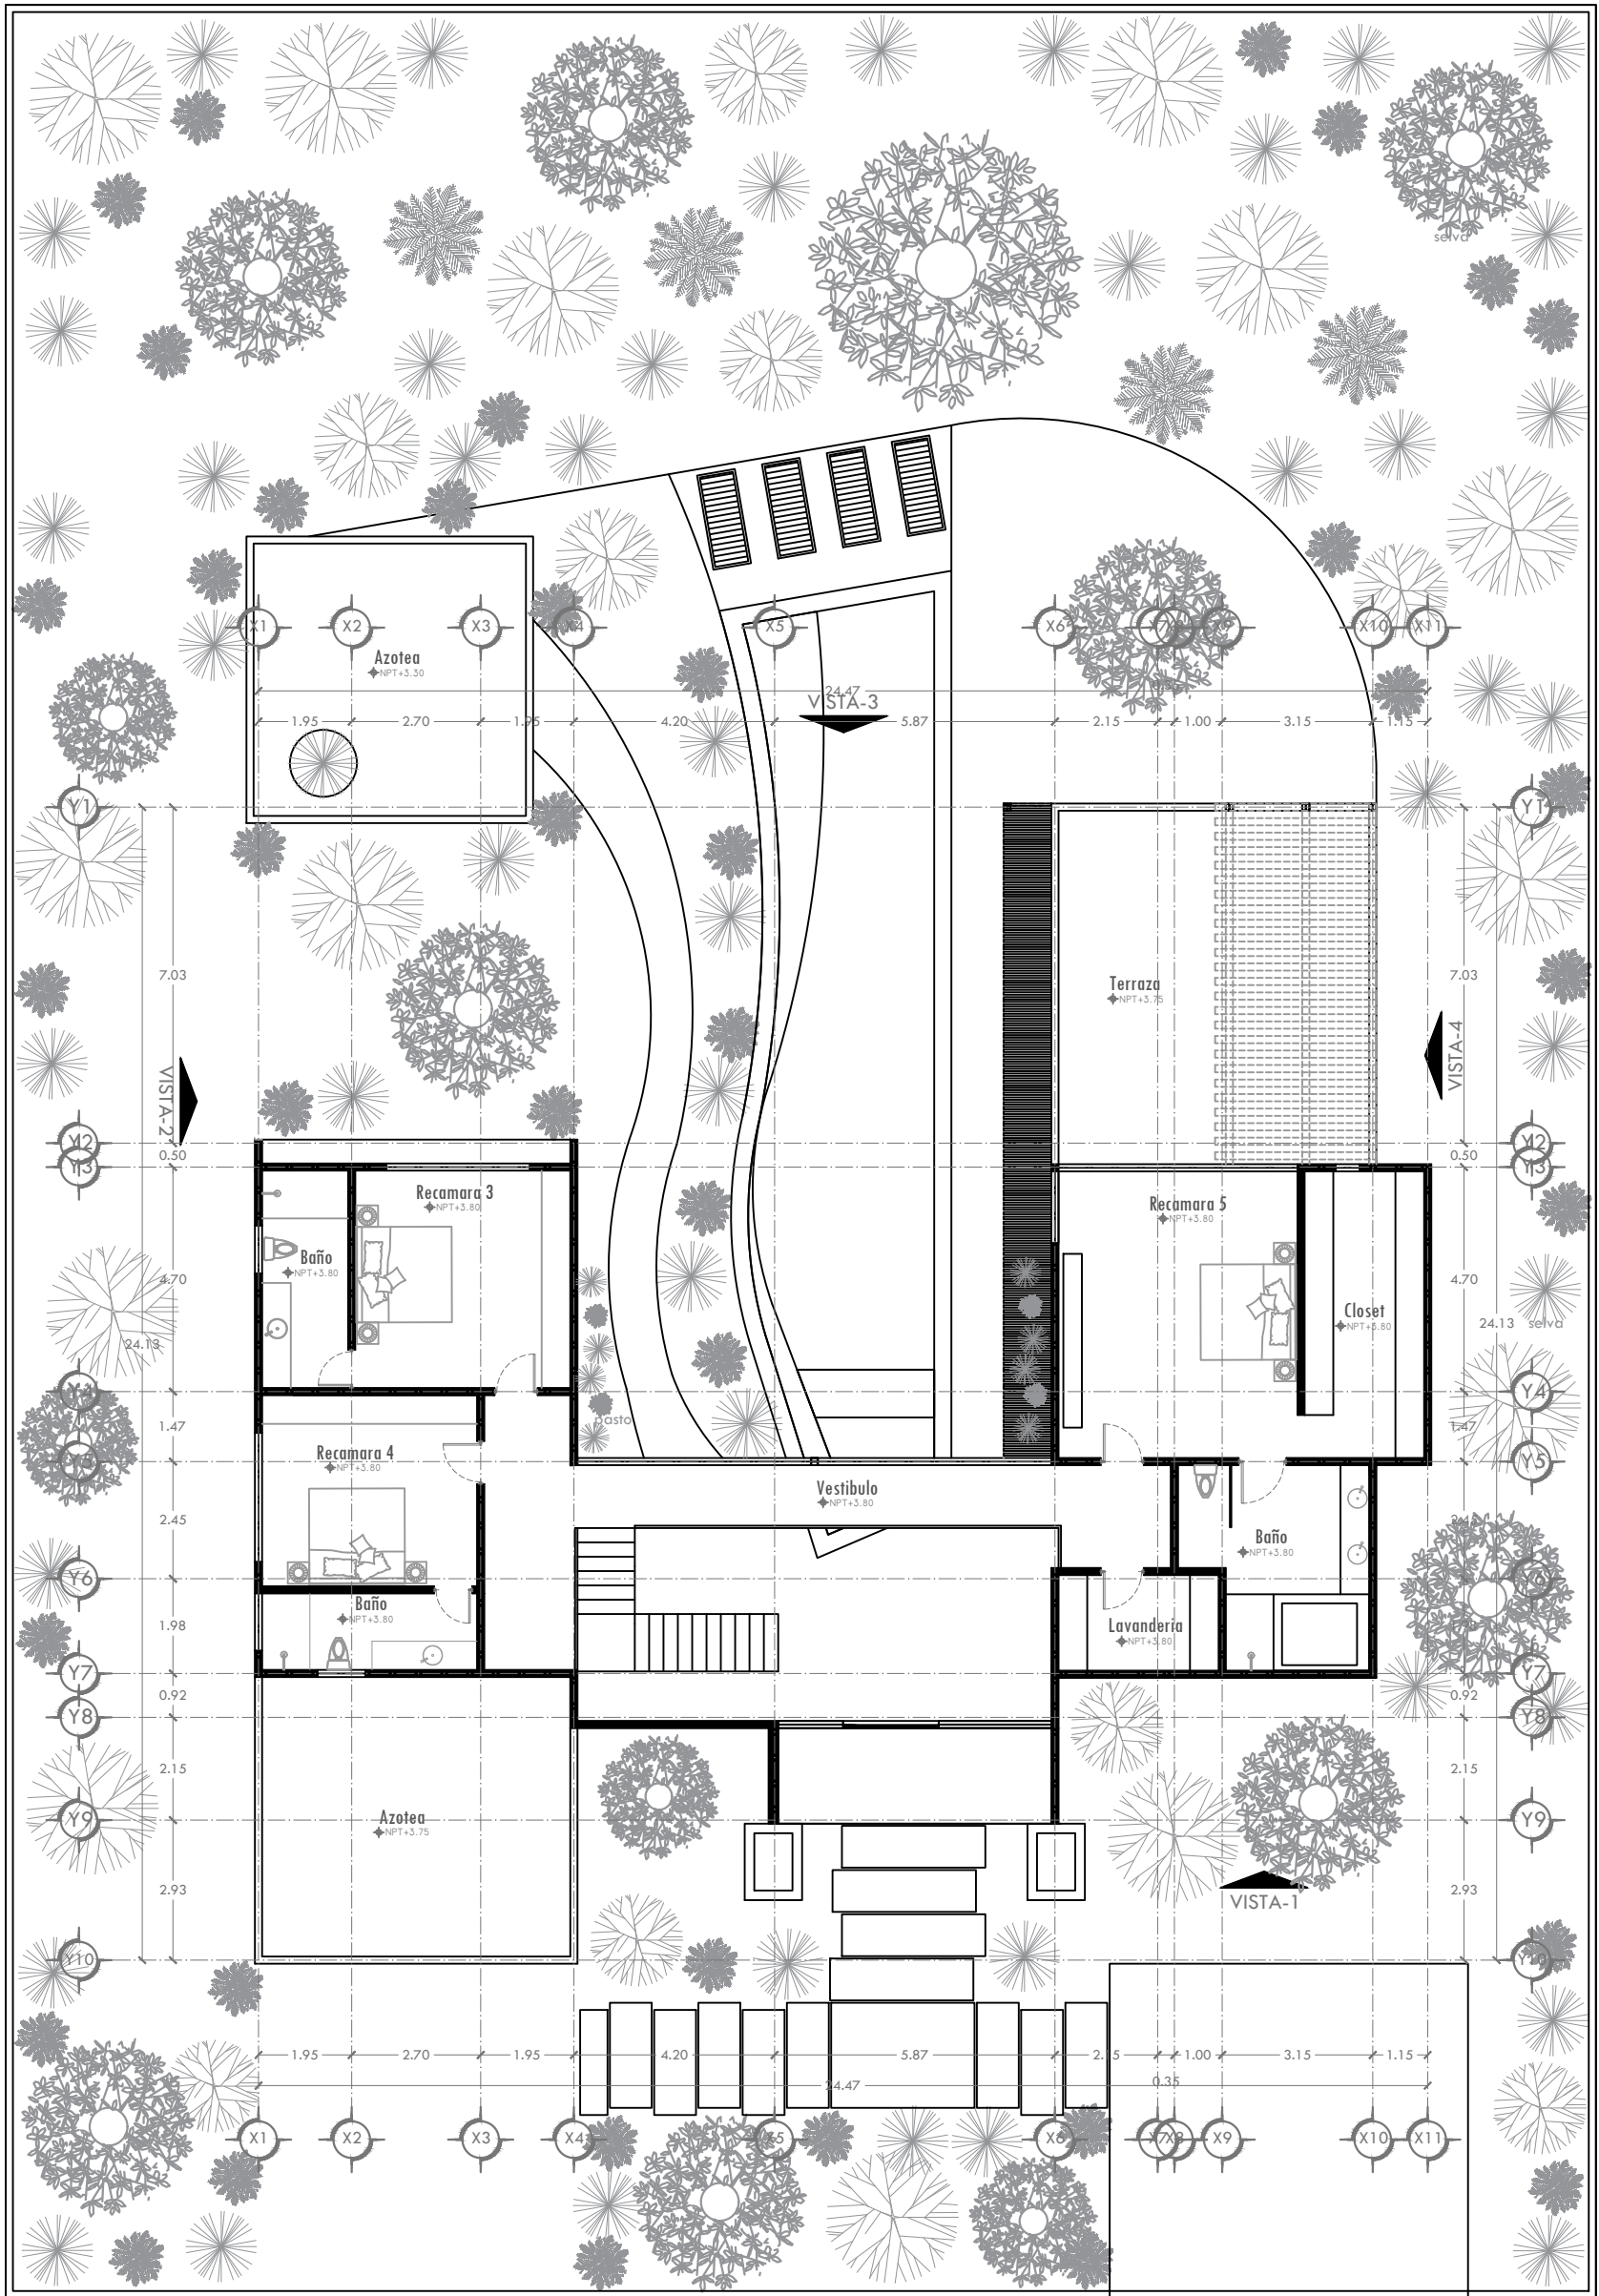 selva
X1
X2
X3
X4
X5
X6
X7
X9
X10
X11
Azotea
NPT+3.30
24.47
VISTA-3
1.95
2.70
1.95
4.20
5.87
2.15
1.00
3.15
1.15
Y1
Y1
7.03
Terraza
NPT+3.75
7.03
VISTA-2
VISTA-4
Y2
Y2
0.50
0.50
Y3
Y3
Recamara 3
NPT+3.80
Recamara 5
NPT+3.80
Baño
NPT+3.80
4.70
4.70
Closet
NPT+3.80
24.13
24.13
selva
Y4
Y4
pasto
1.47
1.47
Recamara 4
NPT+3.80
Y5
Y5
Vestibulo
NPT+3.80
2.45
Baño
NPT+3.80
Y6
Baño
NPT+3.80
1.98
Lavanderia
NPT+3.80
Y7
Y7
0.92
0.92
Y8
Y8
2.15
2.15
Azotea
NPT+3.75
Y9
Y9
2.93
2.93
VISTA-1
Y10
Y10
1.95
2.70
1.95
4.20
5.87
2.15
1.00
3.15
1.15
24.47
0.35
X1
X2
X3
X4
X5
X6
X7
X8
X9
X10
X11